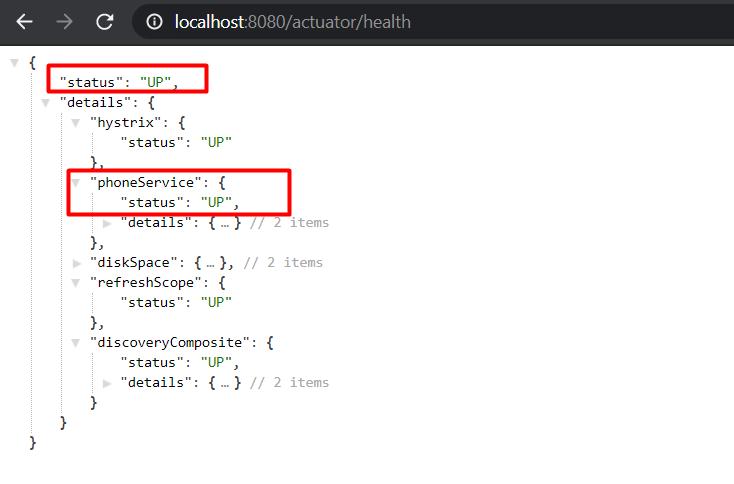 localhost:8080/actuator/health
{
"status": "UP",
"details": {
"hystrix": {
"status": "UP"
},
"phoneService": {
"status": "UP",
"details": { … } // 2 items
},
"diskSpace": { … }, // 2 items
"refreshScope": {
"status": "UP"
},
"discoveryComposite": {
"status": "UP",
"details": { … } // 2 items
}
}
}